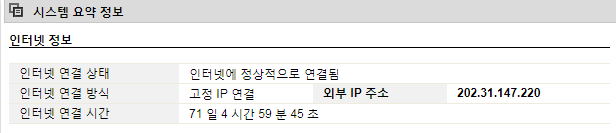 시스템 요약 정보
인터넷 정보
인터넷 연결 상태 인터넷에 정상적으로 연결됨
인터넷 연결 방식 고정 IP 연결 외부 IP 주소 202.31.147.220
인터넷 연결 시간 71 일 4 시간 59 분 45 초